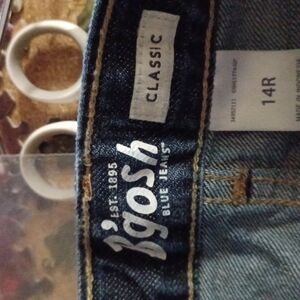 CLASSIC
EST. 1895
B'gosh
BLUE JEANS
14R